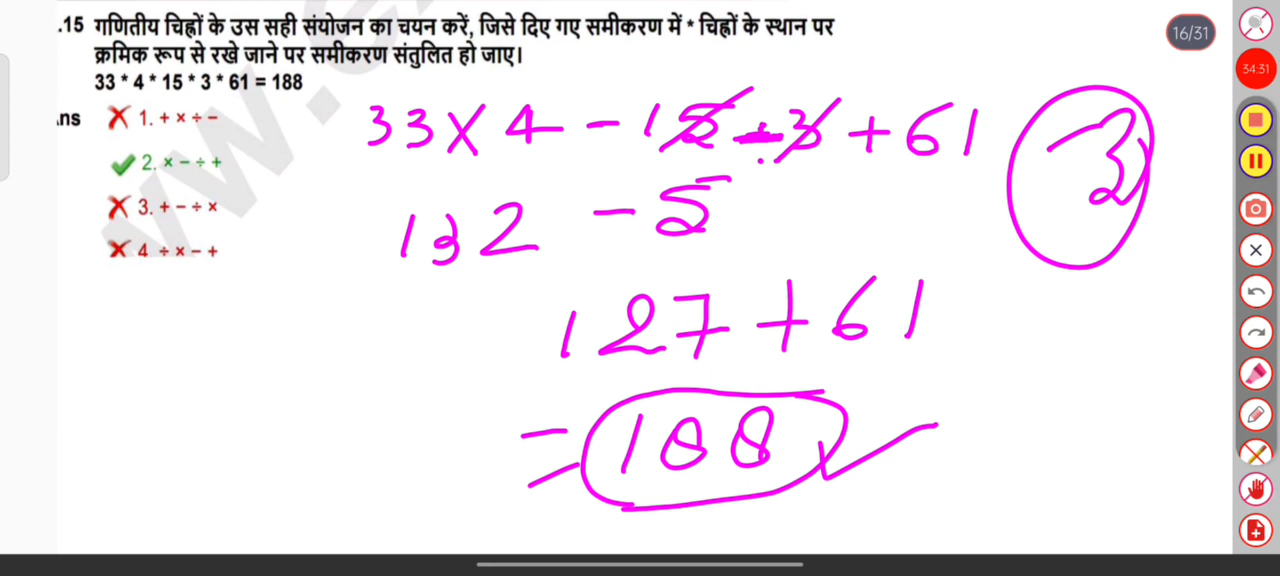 .15 गणितीय चिह्नों के उस सही संयोजन का चयन करें, जिसे दिए गए समीकरण में * चिह्नों के स्थान पर
क्रमिक रूप से रखे जाने पर समीकरण संतुलित हो जाए।
33 * 4 * 15 * 3 * 61 = 188
ns 1. + × ÷ −
2. × − ÷ +
3. + − ÷ ×
4 ÷ × − +
33 × 4 − 15 ÷ 3 + 61
132 − 5
127 + 61
= 188
16/31
34:31